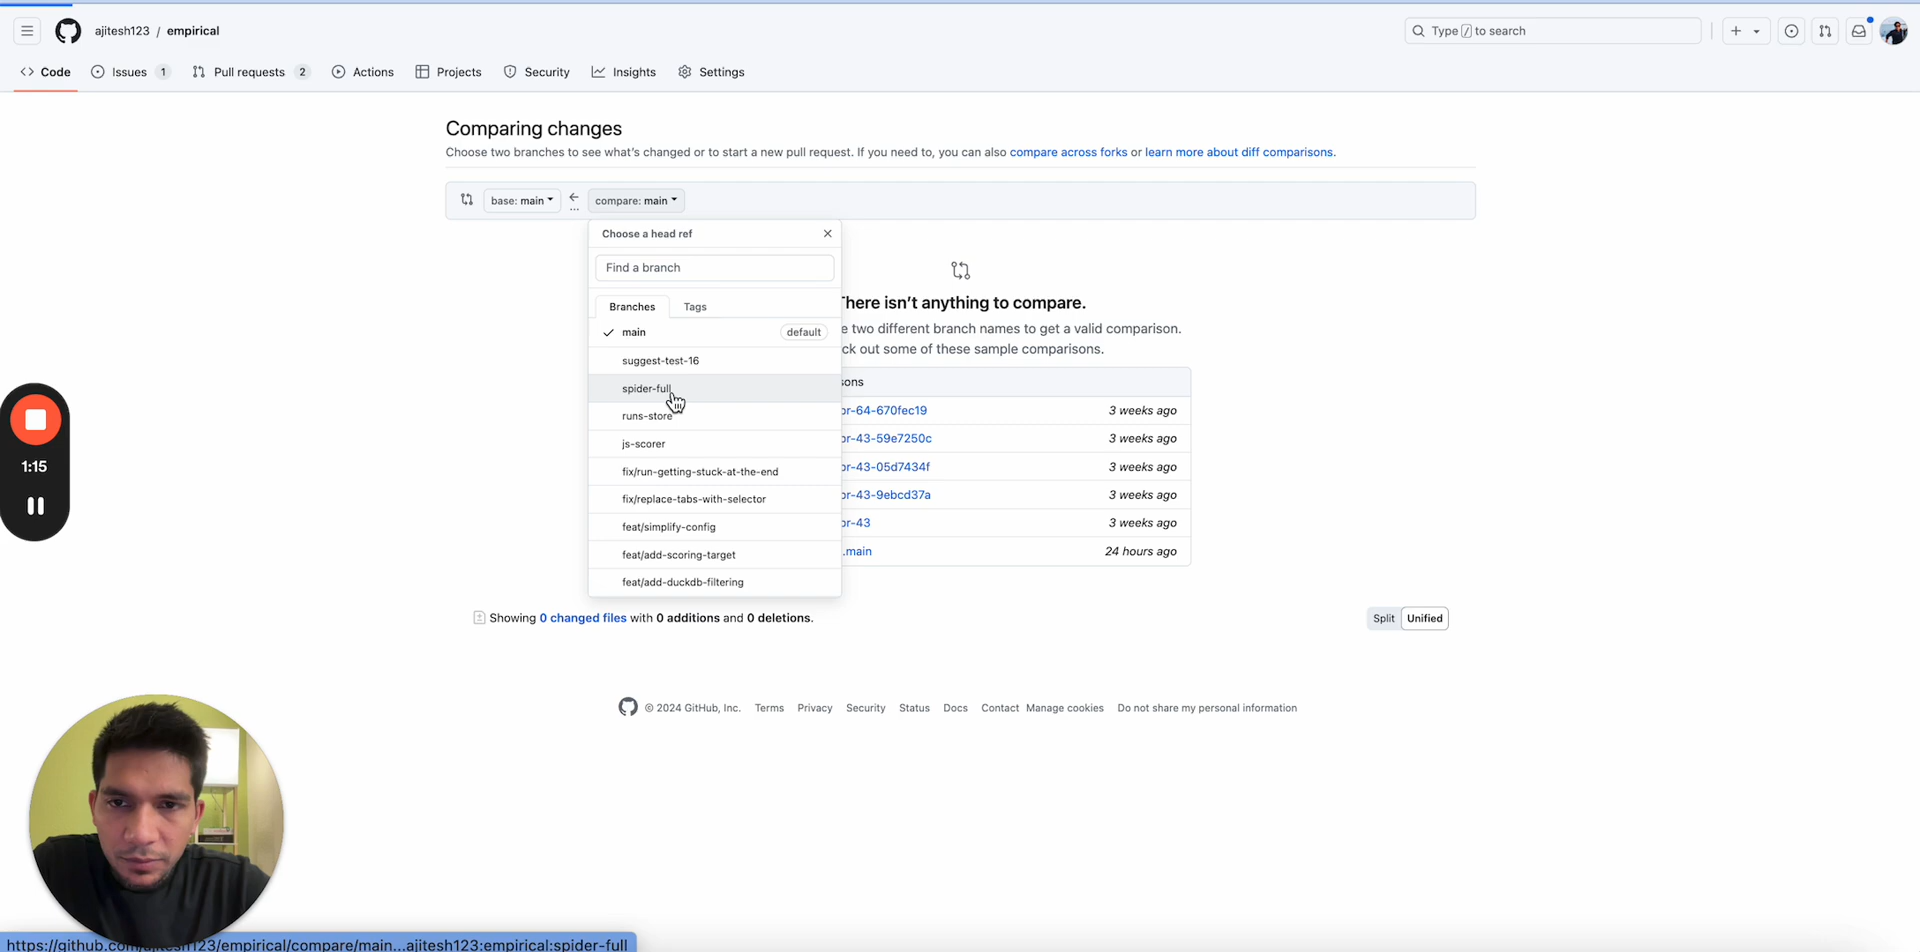 ajitesh123 / empirical
Type / to search
Code
Issues 1
Pull requests 2
Actions
Projects
Security
Insights
Settings
Comparing changes
Choose two branches to see what's changed or to start a new pull request. If you need to, you can also compare across forks or learn more about diff comparisons.
base: main
compare: main
Choose a head ref
Find a branch
Branches
Tags
main default
suggest-test-16
spider-full
runs-store
js-scorer
fix/run-getting-stuck-at-the-end
fix/replace-tabs-with-selector
feat/simplify-config
feat/add-scoring-target
feat/add-duckdb-filtering
here isn't anything to compare.
e two different branch names to get a valid comparison.
ck out some of these sample comparisons.
sons
pr-64-670fec19 3 weeks ago
pr-43-59e7250c 3 weeks ago
pr-43-05d7434f 3 weeks ago
pr-43-9ebcd37a 3 weeks ago
pr-43 3 weeks ago
.main 24 hours ago
1:15
Showing 0 changed files with 0 additions and 0 deletions.
Split
Unified
© 2024 GitHub, Inc. Terms Privacy Security Status Docs Contact Manage cookies Do not share my personal information
https://github.com/ajitesh123/empirical/compare/main...ajitesh123:empirical:spider-full